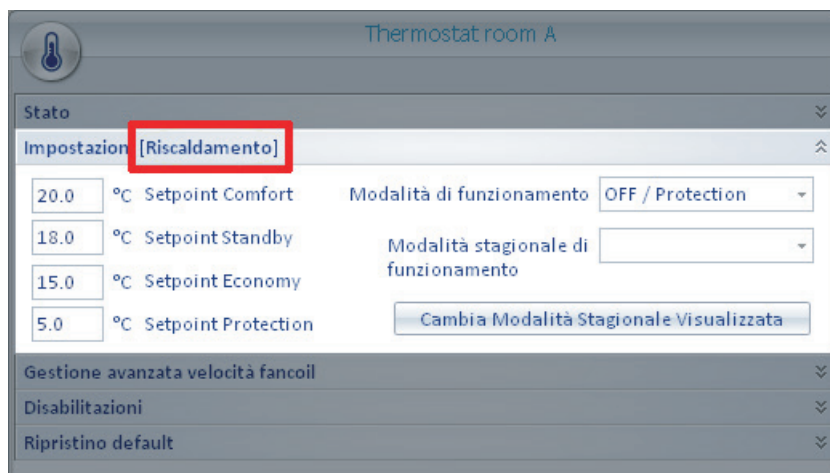 Thermostat room A
Stato
Impostazion [Riscaldamento]
20.0 °C Setpoint Comfort
Modalità di funzionamento OFF / Protection
18.0 °C Setpoint Standby
Modalità stagionale di
funzionamento
15.0 °C Setpoint Economy
5.0 °C Setpoint Protection
Cambia Modalità Stagionale Visualizzata
Gestione avanzata velocità fancoil
Disabilitazioni
Ripristino default